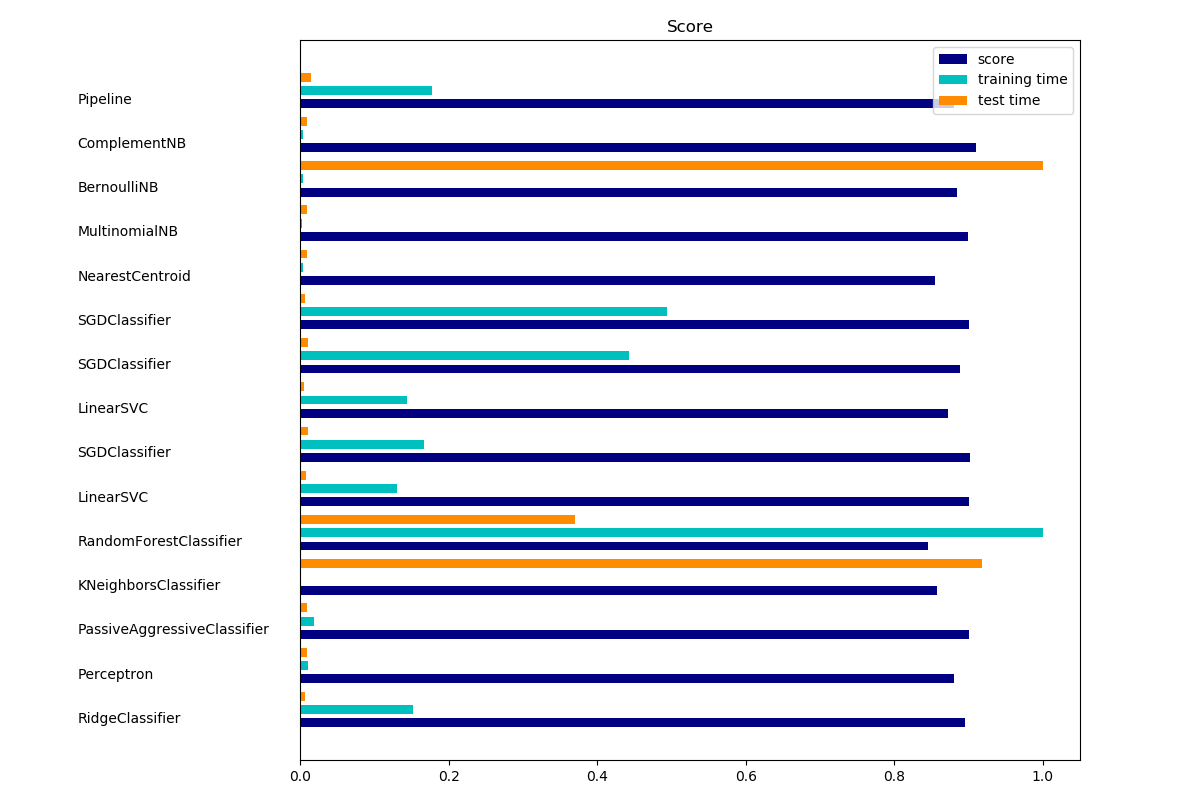 Score
score
training time
test time
Pipeline
ComplementNB
BernoulliNB
MultinomialNB
NearestCentroid
SGDClassifier
SGDClassifier
LinearSVC
SGDClassifier
LinearSVC
RandomForestClassifier
KNeighborsClassifier
PassiveAggressiveClassifier
Perceptron
RidgeClassifier
0.0 0.2 0.4 0.6 0.8 1.0